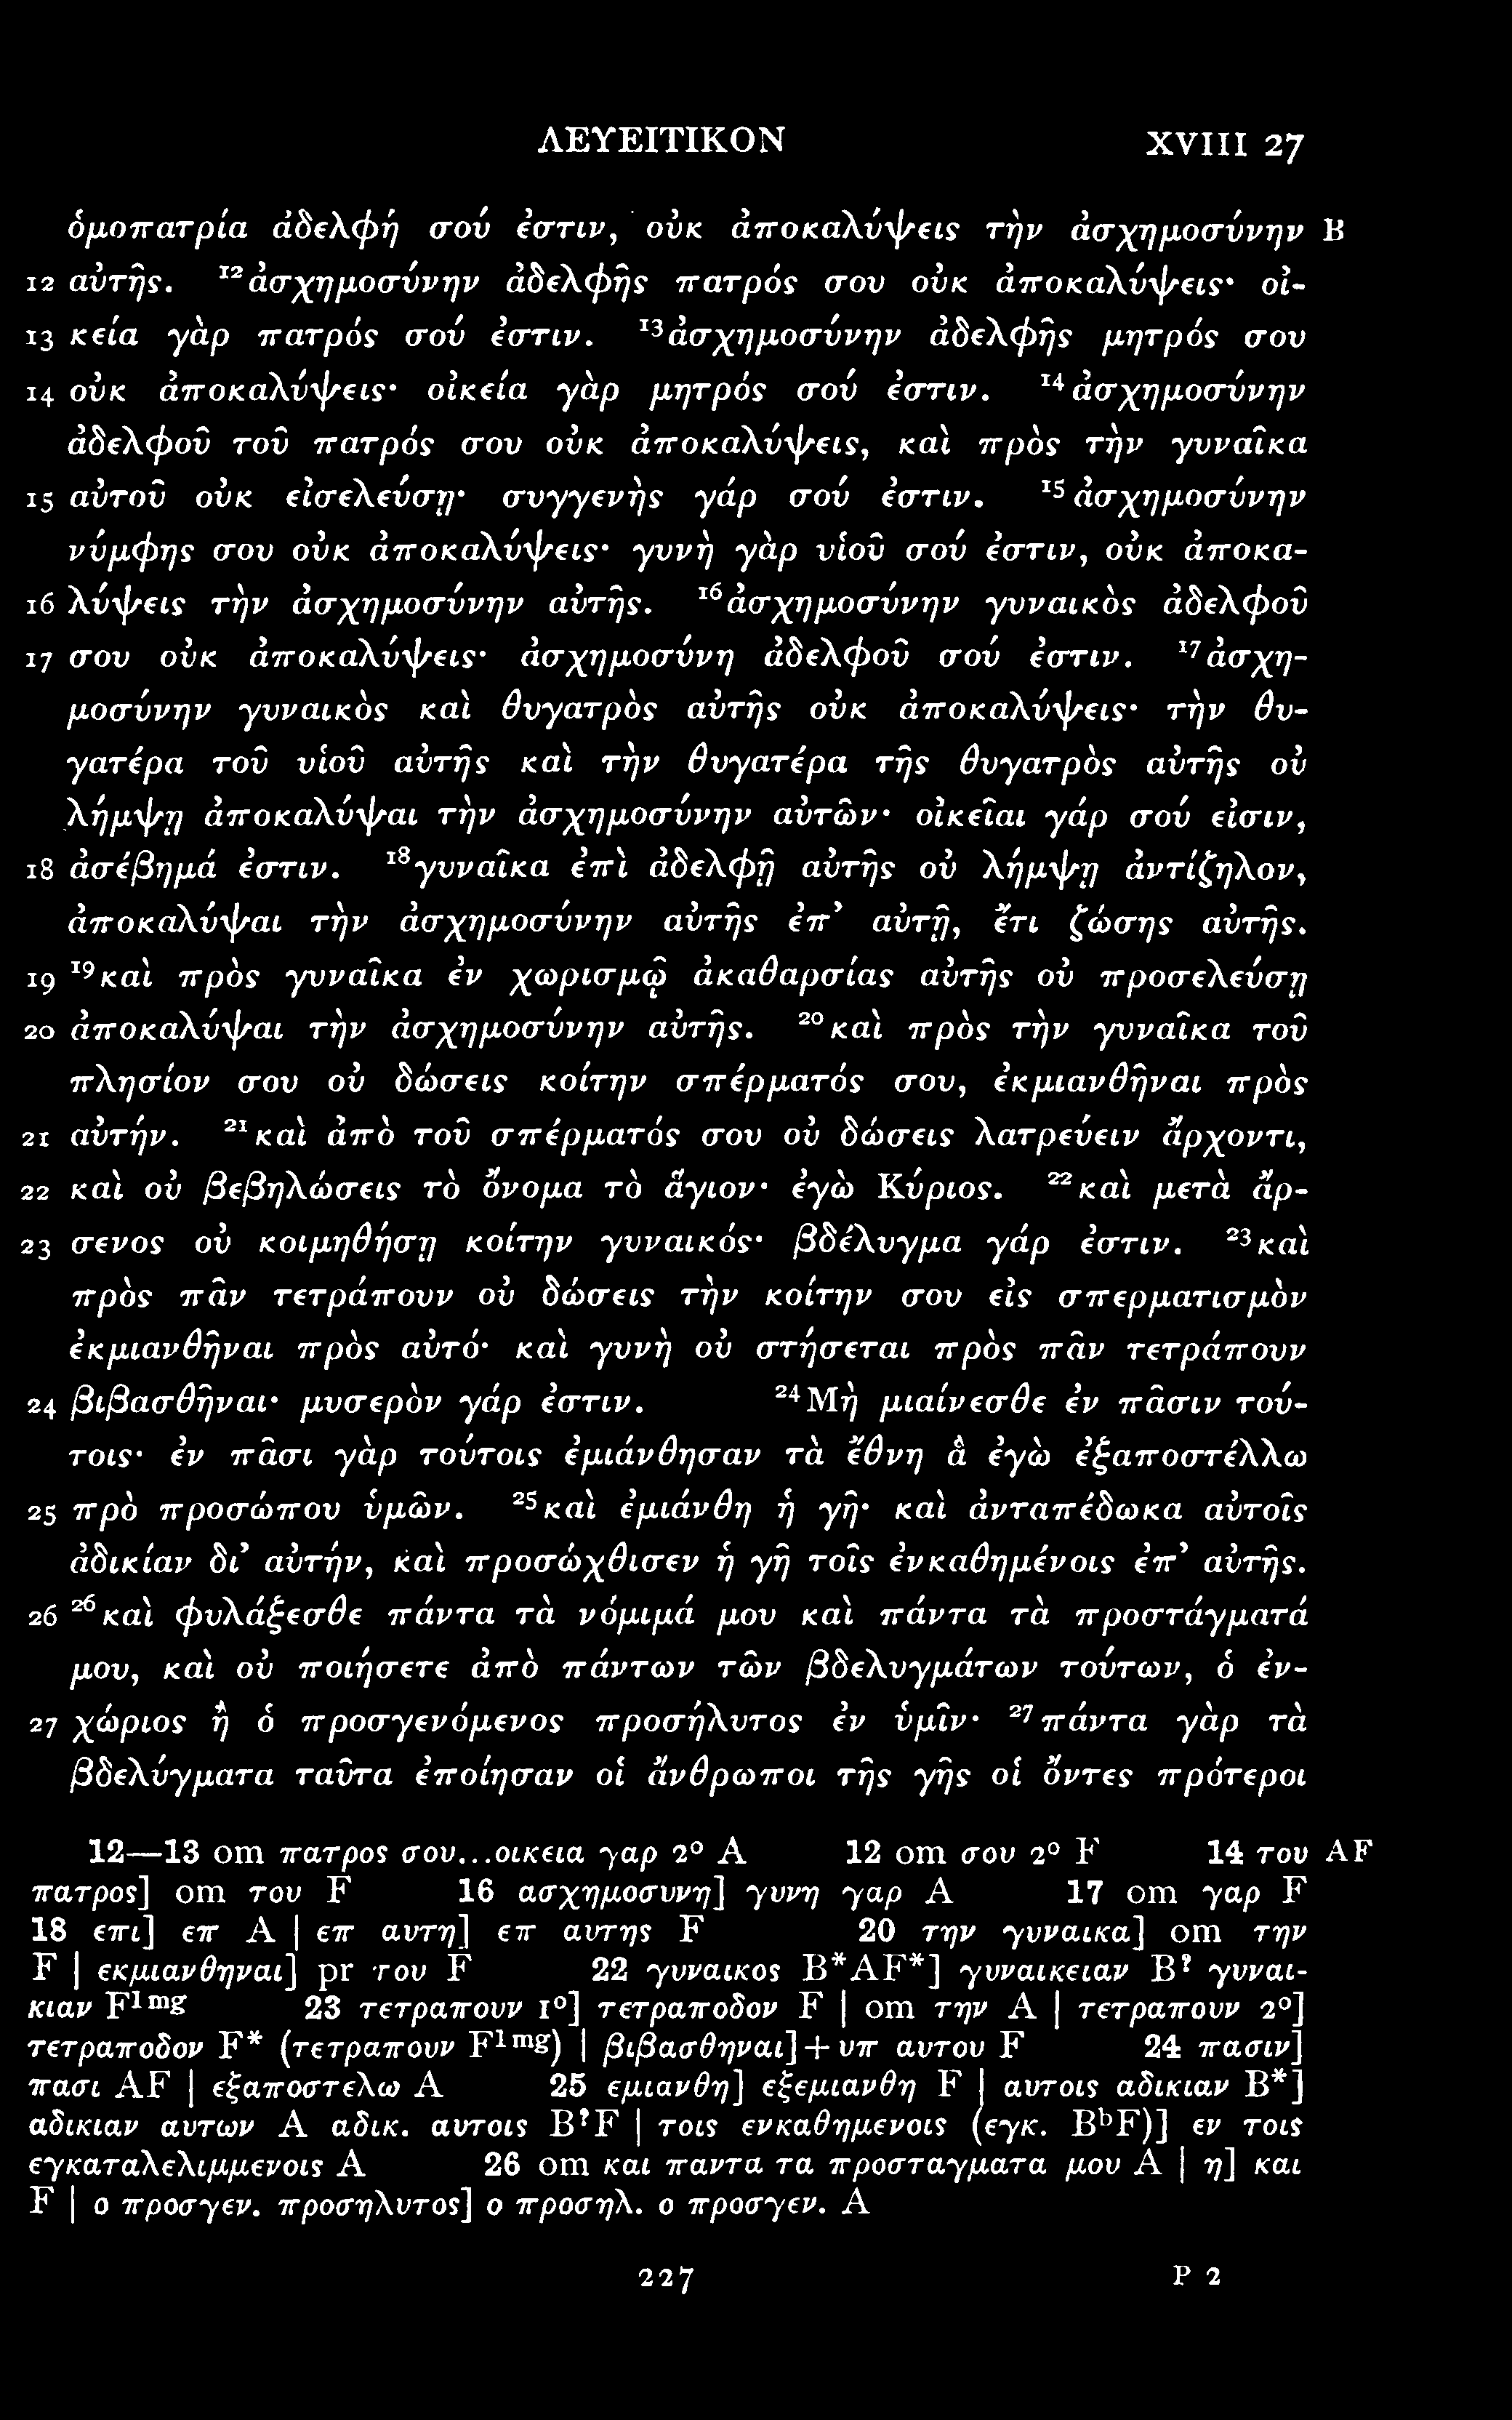 ΛΕΥΕΙΤΙΚΟΝ XVIII 27
ὁμοπατρία ἀδελφή σού ἐστιν, οὐκ ἀποκαλύψεις τὴν ἀσχημοσύνην B
12 αὐτῆς. ¹²ἀσχημοσύνην ἀδελφῆς πατρός σου οὐκ ἀποκαλύψεις· οἰ-
13 κεία γὰρ πατρός σού ἐστιν. ¹³ἀσχημοσύνην ἀδελφῆς μητρός σου
14 οὐκ ἀποκαλύψεις· οἰκεία γὰρ μητρός σού ἐστιν. ¹⁴ἀσχημοσύνην
ἀδελφοῦ τοῦ πατρός σου οὐκ ἀποκαλύψεις, καὶ πρὸς τὴν γυναῖκα
15 αὐτοῦ οὐκ εἰσελεύσῃ· συγγενὴς γάρ σού ἐστιν. ¹⁵ἀσχημοσύνην
νύμφης σου οὐκ ἀποκαλύψεις· γυνὴ γὰρ υἱοῦ σού ἐστιν, οὐκ ἀποκα-
16 λύψεις τὴν ἀσχημοσύνην αὐτῆς. ¹⁶ἀσχημοσύνην γυναικὸς ἀδελφοῦ
17 σου οὐκ ἀποκαλύψεις· ἀσχημοσύνη ἀδελφοῦ σού ἐστιν. ¹⁷ἀσχη-
μοσύνην γυναικὸς καὶ θυγατρὸς αὐτῆς οὐκ ἀποκαλύψεις· τὴν θυ-
γατέρα τοῦ υἱοῦ αὐτῆς καὶ τὴν θυγατέρα τῆς θυγατρὸς αὐτῆς οὐ
λήμψῃ ἀποκαλύψαι τὴν ἀσχημοσύνην αὐτῶν· οἰκεῖαι γάρ σού εἰσιν,
18 ἀσέβημά ἐστιν. ¹⁸γυναῖκα ἐπὶ ἀδελφῇ αὐτῆς οὐ λήμψῃ ἀντίζηλον,
ἀποκαλύψαι τὴν ἀσχημοσύνην αὐτῆς ἐπ’ αὐτῇ, ἔτι ζώσης αὐτῆς.
19 ¹⁹καὶ πρὸς γυναῖκα ἐν χωρισμῷ ἀκαθαρσίας αὐτῆς οὐ προσελεύσῃ
20 ἀποκαλύψαι τὴν ἀσχημοσύνην αὐτῆς. ²⁰καὶ πρὸς τὴν γυναῖκα τοῦ
πλησίον σου οὐ δώσεις κοίτην σπέρματός σου, ἐκμιανθῆναι πρὸς
21 αὐτήν. ²¹καὶ ἀπὸ τοῦ σπέρματός σου οὐ δώσεις λατρεύειν ἄρχοντι,
22 καὶ οὐ βεβηλώσεις τὸ ὄνομα τὸ ἅγιον· ἐγὼ Κύριος. ²²καὶ μετὰ ἄρ-
23 σενος οὐ κοιμηθήσῃ κοίτην γυναικός· βδέλυγμα γάρ ἐστιν. ²³καὶ
πρὸς πᾶν τετράπουν οὐ δώσεις τὴν κοίτην σου εἰς σπερματισμὸν
ἐκμιανθῆναι πρὸς αὐτό· καὶ γυνὴ οὐ στήσεται πρὸς πᾶν τετράπουν
24 βιβασθῆναι· μυσερὸν γάρ ἐστιν. ²⁴Μὴ μιαίνεσθε ἐν πᾶσιν τού-
τοις· ἐν πᾶσι γὰρ τούτοις ἐμιάνθησαν τὰ ἔθνη ἃ ἐγὼ ἐξαποστέλλω
25 πρὸ προσώπου ὑμῶν. ²⁵καὶ ἐμιάνθη ἡ γῆ· καὶ ἀνταπέδωκα αὐτοῖς
ἀδικίαν δι’ αὐτήν, καὶ προσώχθισεν ἡ γῆ τοῖς ἐνκαθημένοις ἐπ’ αὐτῆς.
26 ²⁶καὶ φυλάξεσθε πάντα τὰ νόμιμά μου καὶ πάντα τὰ προστάγματά
μου, καὶ οὐ ποιήσετε ἀπὸ πάντων τῶν βδελυγμάτων τούτων, ὁ ἐν-
27 χώριος ἢ ὁ προσγενόμενος προσήλυτος ἐν ὑμῖν· ²⁷πάντα γὰρ τὰ
βδελύγματα ταῦτα ἐποίησαν οἱ ἄνθρωποι τῆς γῆς οἱ ὄντες πρότεροι
12—13 om πατρος σου...οικεια γαρ 2° A 12 om σου 2° F 14 του AF
πατρος] om του F 16 ασχημοσυνη] γυνη γαρ A 17 om γαρ F
18 επι] επ A | επ αυτη] επ αυτης F 20 την γυναικα] om την
F | εκμιανθηναι] pr του F 22 γυναικος B*AF*] γυναικειαν B? γυναι-
κιαν F¹ᵐᵍ 23 τετραπουν 1°] τετραποδον F | om την A | τετραπουν 2°]
τετραποδον F* (τετραπουν F¹ᵐᵍ) | βιβασθηναι] + υπ αυτου F 24 πασιν]
πασι AF | εξαποστελω A 25 εμιανθη] εξεμιανθη F | αυτοις αδικιαν B*]
αδικιαν αυτων A αδικ. αυτοις B?F | τοις ενκαθημενοις (εγκ. BᵇF)] εν τοις
εγκαταλελιμμενοις A 26 om και παντα τα προσταγματα μου A | η] και
F | ο προσγεν. προσηλυτος] ο προσηλ. ο προσγεν. A
227 P 2